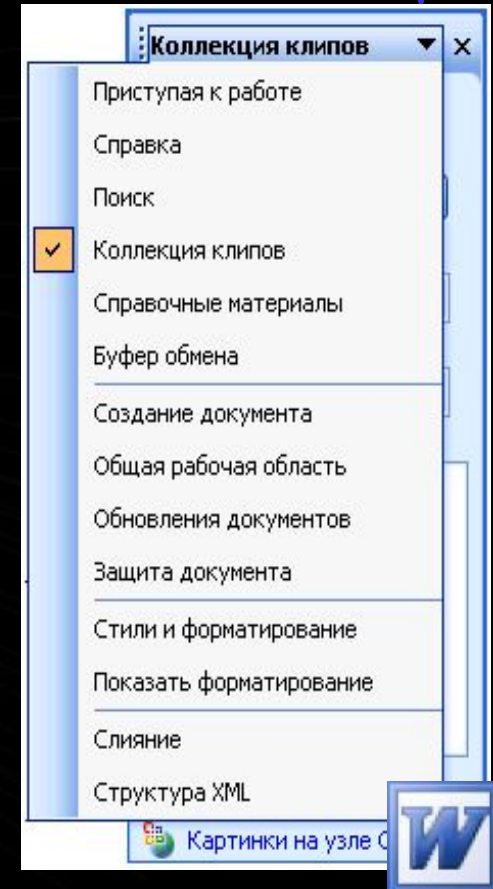 Коллекция клипов
Приступая к работе
Справка
Поиск
Коллекция клипов
Справочные материалы
Буфер обмена
Создание документа
Общая рабочая область
Обновления документов
Защита документа
Стили и форматирование
Показать форматирование
Слияние
Структура XML
Картинки на узле
W